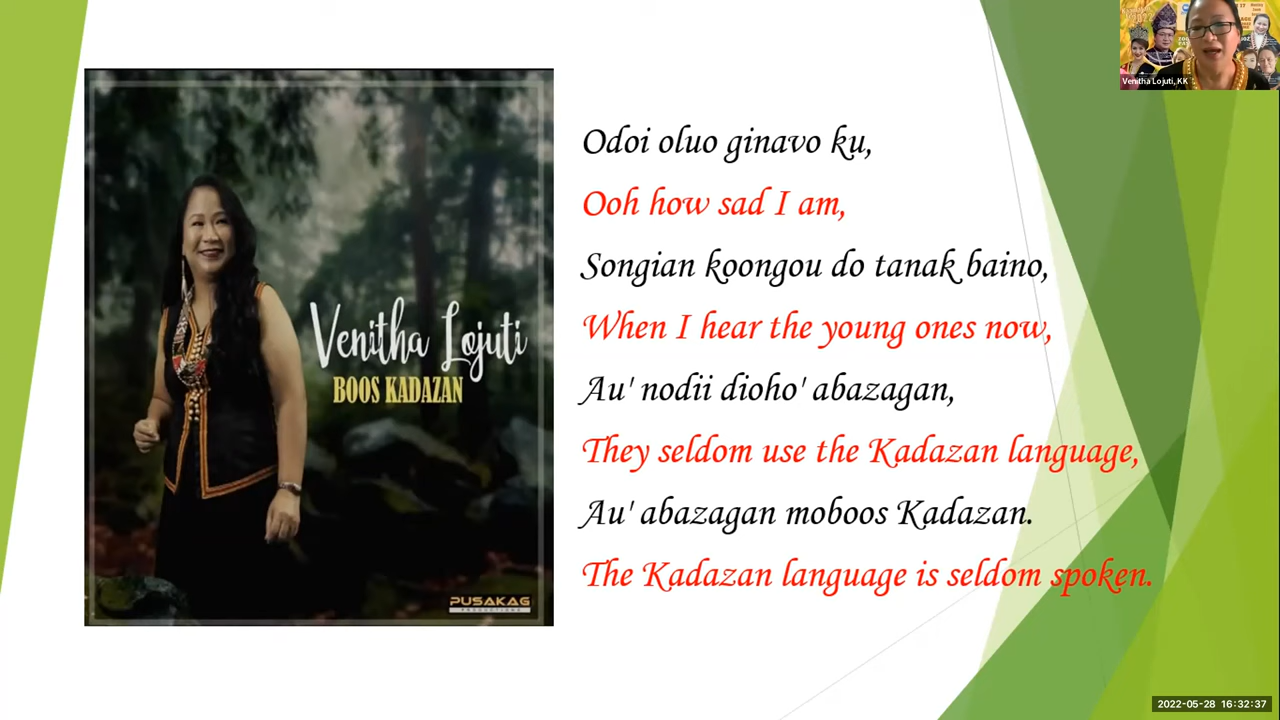 Venitha Lojuti
BOOS KADAZAN
PUSAKAG
Odoi oluo ginavo ku,
Ooh how sad I am,
Songian koongou do tanak baino,
When I hear the young ones now,
Au' nodii dioho' abazagan,
They seldom use the Kadazan language,
Au' abazagan moboos Kadazan.
The Kadazan language is seldom spoken.
Venitha Lojuti, KK
2022-05-28 16:32:37